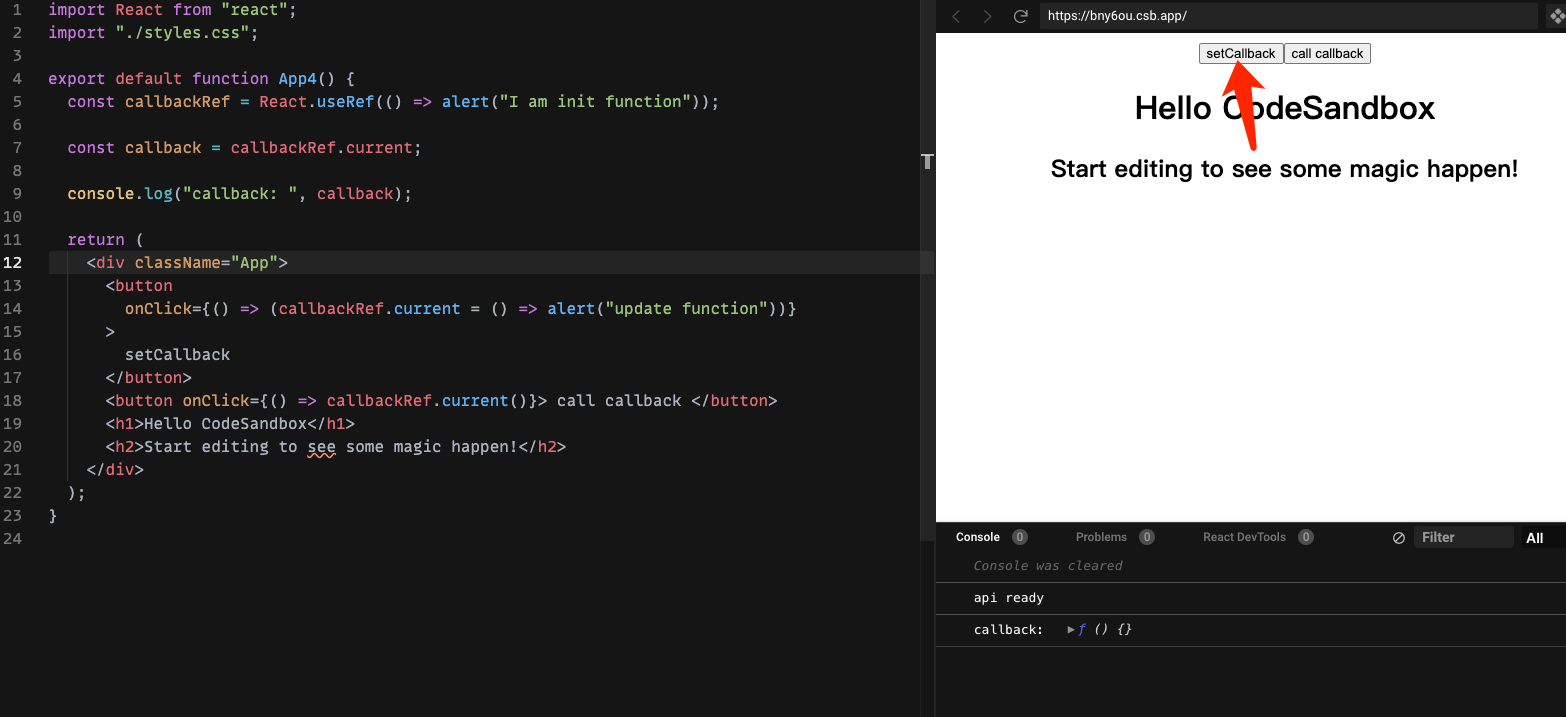 1 import React from "react";
2 import "./styles.css";
3
4 export default function App4() {
5 const callbackRef = React.useRef(() => alert("I am init function"));
6
7 const callback = callbackRef.current;
8
9 console.log("callback: ", callback);
10
11 return (
12 <div className="App">
13 <button
14 onClick={() => (callbackRef.current = () => alert("update function"))}
15 >
16 setCallback
17 </button>
18 <button onClick={() => callbackRef.current()}> call callback </button>
19 <h1>Hello CodeSandbox</h1>
20 <h2>Start editing to see some magic happen!</h2>
21 </div>
22 );
23 }
24
https://bny6ou.csb.app/
setCallback call callback
Hello CodeSandbox
Start editing to see some magic happen!
Console 0 Problems 0 React DevTools 0 Filter All
Console was cleared
api ready
callback: ▶ƒ () {}